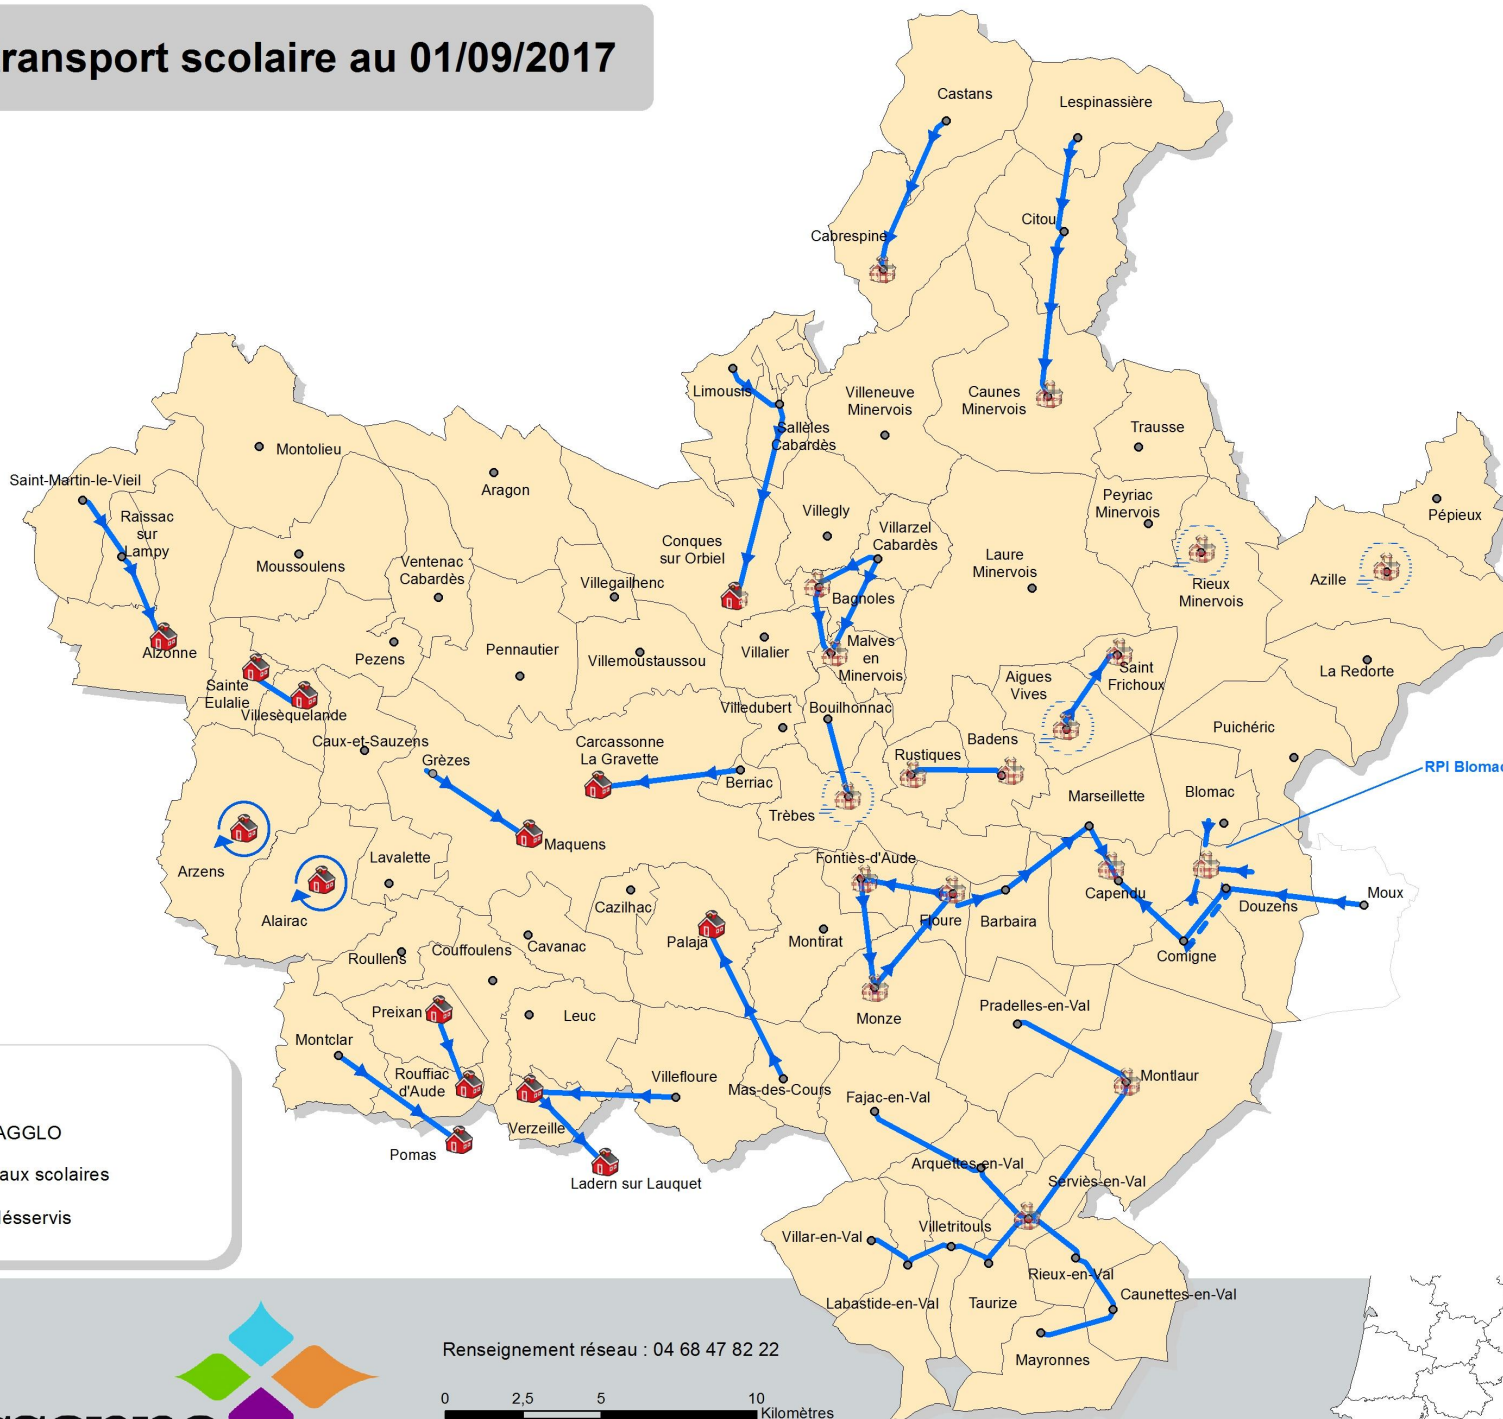 ransport scolaire au 01/09/2017
Castans
Lespinassière
Citou
Cabrespine
Limousis
Villeneuve
Minervois
Caunes
Minervois
Sallèles
Cabardès
Trausse
Montolieu
Aragon
Saint-Martin-le-Vieil
Raissac
sur
Lampy
Peyriac
Minervois
Pépieux
Villegly
Villarzel
Cabardès
Conques
sur Orbiel
Laure
Minervois
Moussoulens
Ventenac
Cabardès
Villegailhenc
Rieux
Minervois
Azille
Bagnoles
Malves
en
Minervois
Alzonne
Pezens
Pennautier
Villemoustaussou
Villalier
Saint
Frichoux
Aigues
Vives
La Redorte
Sainte
Eulalie
Villesèquelande
Villedubert
Bouilhonnac
Puichéric
Caux-et-Sauzens
Grèzes
Carcassonne
La Gravette
Badens
Rustiques
RPI Blomac
Berriac
Marseillette
Blomac
Trèbes
Maquens
Lavalette
Fontiès-d'Aude
Arzens
Alairac
Cazilhac
Floure
Barbaira
Capendu
Douzens
Moux
Roullens
Couffoulens
Cavanac
Palaja
Montirat
Comigne
Preixan
Leuc
Monze
Pradelles-en-Val
Montclar
Rouffiac
d'Aude
Villefloure
Mas-des-Cours
Montlaur
Fajac-en-Val
AGGLO
Verzeille
Pomas
aux scolaires
Ladern sur Lauquet
Arquettes-en-Val
Serviès-en-Val
ésservis
Villar-en-Val
Villetritouls
Rieux-en-Val
Labastide-en-Val
Taurize
Caunettes-en-Val
Mayronnes
Renseignement réseau : 04 68 47 82 22
0 2,5 5 10
Kilomètres